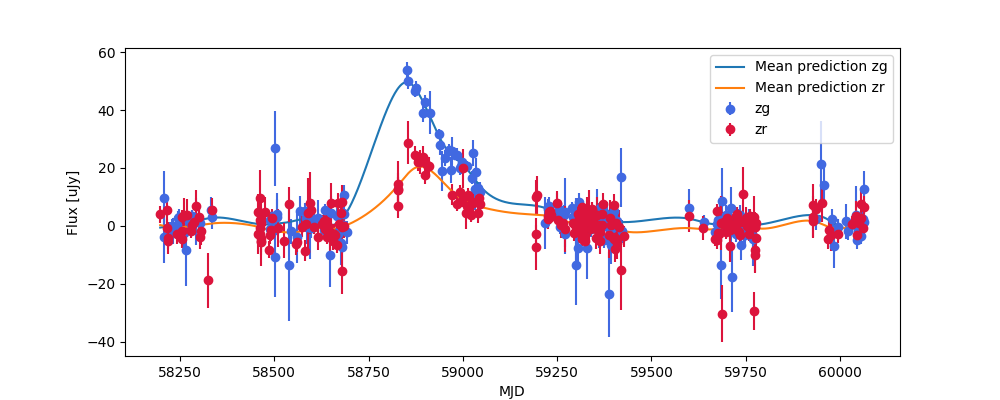 60
40
20
0
−20
−40
Flux [uJy]
58250
58500
58750
59000
59250
59500
59750
60000
MJD
Mean prediction zg
Mean prediction zr
zg
zr